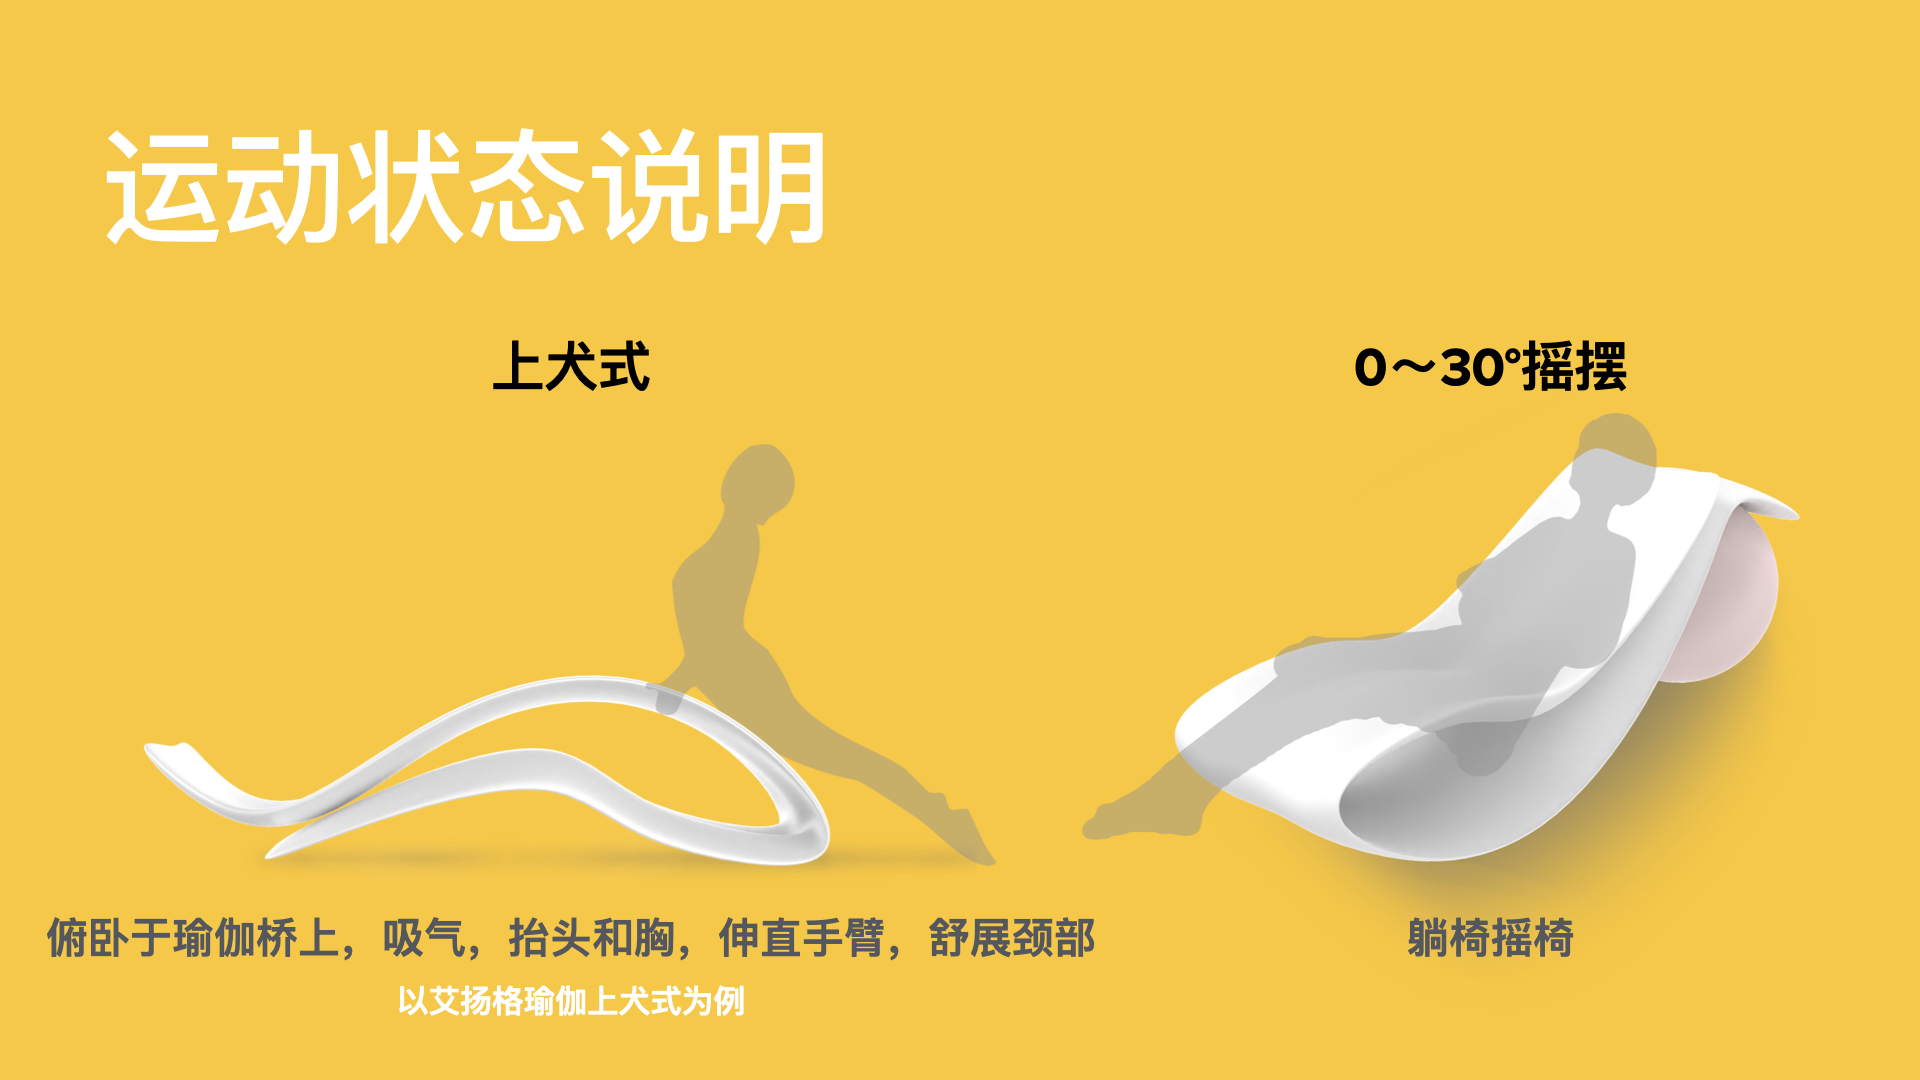 运动状态说明
上犬式
0～30°摇摆
俯卧于瑜伽桥上，吸气，抬头和胸，伸直手臂，舒展颈部
以艾扬格瑜伽上犬式为例
躺椅摇椅